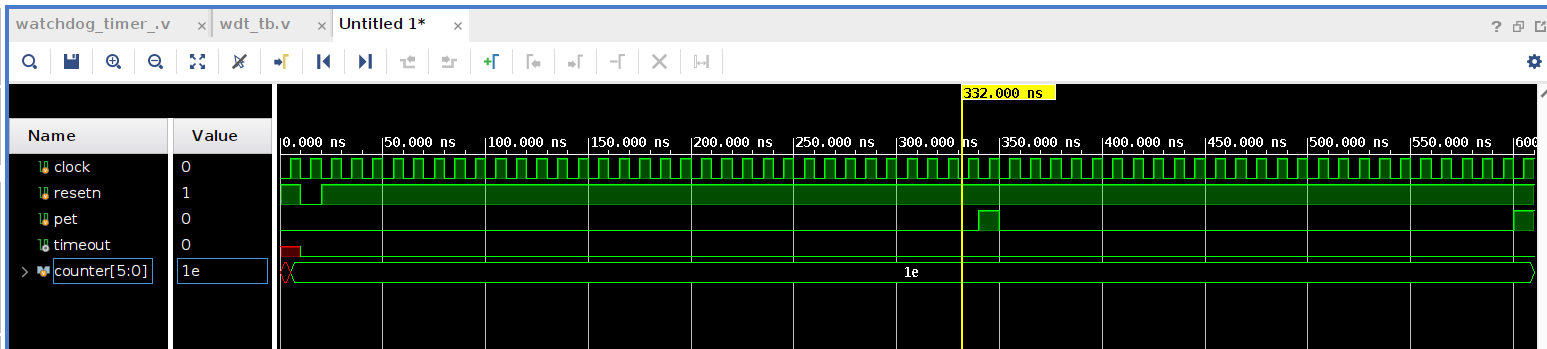 watchdog_timer_.v × wdt_tb.v × Untitled 1* ×
?
332.000 ns
Name Value
0.000 ns 50.000 ns 100.000 ns 150.000 ns 200.000 ns 250.000 ns 300.000 ns 350.000 ns 400.000 ns 450.000 ns 500.000 ns 550.000 ns 600
clock 0
resetn 1
pet 0
timeout 0
counter[5:0] 1e 1e